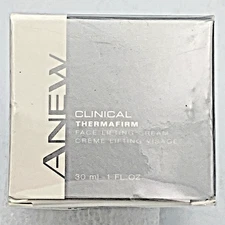 ANEW
CLINICAL
THERMAFIRM
FACE LIFTING CREAM
CRÈME LIFTING VISAGE
30 ml · 1 FL. OZ